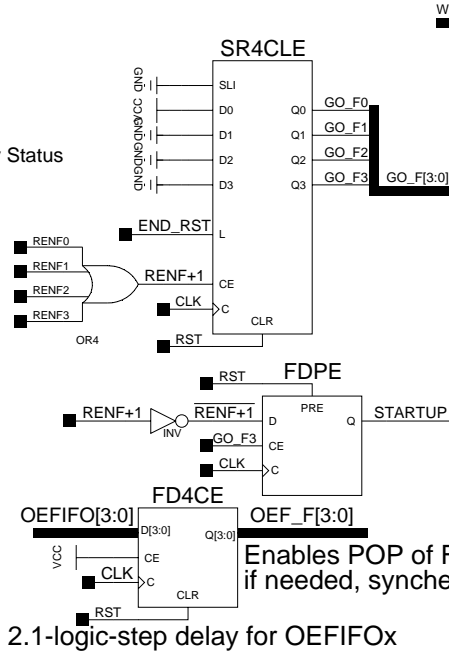 W
SR4CLE
GND
SLI
VCC
D0
Q0
GO_F0
GND
D1
Q1
GO_F1
Status
GND
D2
Q2
GO_F2
GND
D3
Q3
GO_F3
GO_F[3:0]
END_RST
L
RENF0
RENF1
RENF+1
CE
RENF2
CLK
C
RENF3
CLR
OR4
RST
RST
FDPE
PRE
RENF+1
INV
RENF+1
D
Q
STARTUP
GO_F3
CE
CLK
C
FD4CE
OEFIFO[3:0]
D[3:0]
Q[3:0]
OEF_F[3:0]
VCC
CE
Enables POP of F
CLK
C
if needed, synche
CLR
RST
2.1-logic-step delay for OEFIFOx